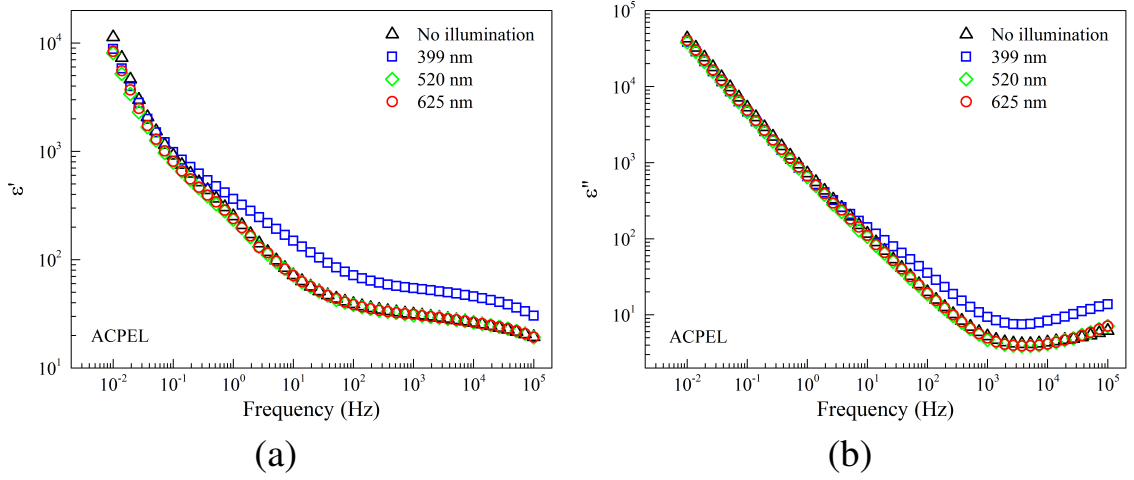 10⁴
10³
10²
10¹
ε'
No illumination
399 nm
520 nm
625 nm
ACPEL
10⁻² 10⁻¹ 10⁰ 10¹ 10² 10³ 10⁴ 10⁵
Frequency (Hz)
(a)
10⁵
10⁴
10³
10²
10¹
ε''
No illumination
399 nm
520 nm
625 nm
ACPEL
10⁻² 10⁻¹ 10⁰ 10¹ 10² 10³ 10⁴ 10⁵
Frequency (Hz)
(b)